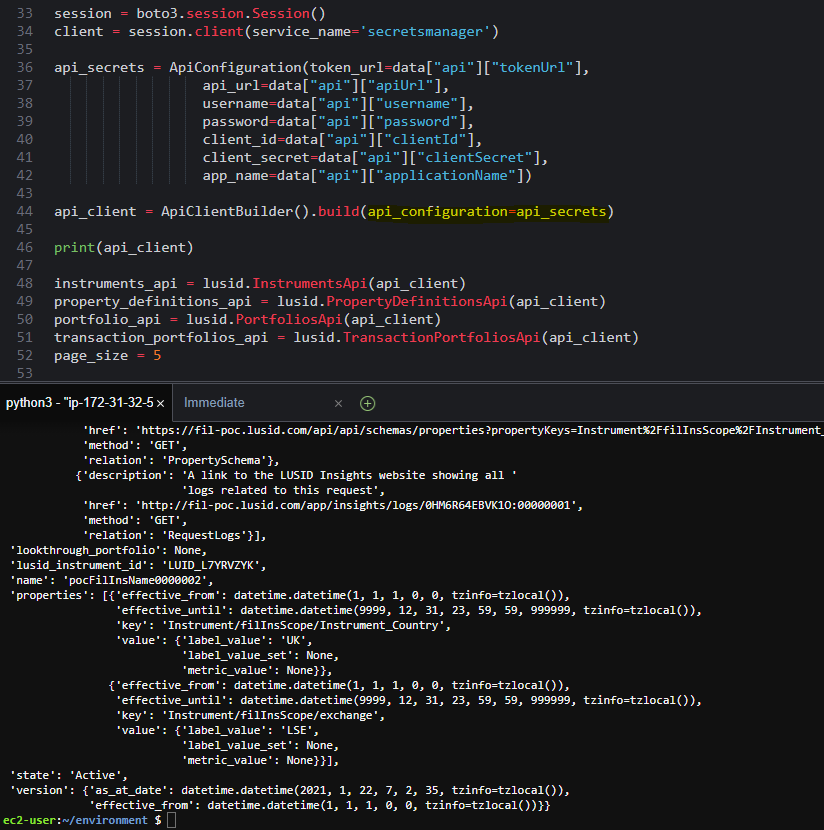 33 session = boto3.session.Session()
34 client = session.client(service_name='secretsmanager')
35
36 api_secrets = ApiConfiguration(token_url=data["api"]["tokenUrl"],
37 api_url=data["api"]["apiUrl"],
38 username=data["api"]["username"],
39 password=data["api"]["password"],
40 client_id=data["api"]["clientId"],
41 client_secret=data["api"]["clientSecret"],
42 app_name=data["api"]["applicationName"])
43
44 api_client = ApiClientBuilder().build(api_configuration=api_secrets)
45
46 print(api_client)
47
48 instruments_api = lusid.InstrumentsApi(api_client)
49 property_definitions_api = lusid.PropertyDefinitionsApi(api_client)
50 portfolio_api = lusid.PortfoliosApi(api_client)
51 transaction_portfolios_api = lusid.TransactionPortfoliosApi(api_client)
52 page_size = 5
53
python3 - "ip-172-31-32-5 × Immediate ×
'href': 'https://fil-poc.lusid.com/api/api/schemas/properties?propertyKeys=Instrument%2FfilInsScope%2FInstrument_
'method': 'GET',
'relation': 'PropertySchema'},
{'description': 'A link to the LUSID Insights website showing all '
'logs related to this request',
'href': 'http://fil-poc.lusid.com/app/insights/logs/0HM6R64EBVK1O:00000001',
'method': 'GET',
'relation': 'RequestLogs'}],
'lookthrough_portfolio': None,
'lusid_instrument_id': 'LUID_L7YRVZYK',
'name': 'pocFilInsName0000002',
'properties': [{'effective_from': datetime.datetime(1, 1, 1, 0, 0, tzinfo=tzlocal()),
'effective_until': datetime.datetime(9999, 12, 31, 23, 59, 59, 999999, tzinfo=tzlocal()),
'key': 'Instrument/filInsScope/Instrument_Country',
'value': {'label_value': 'UK',
'label_value_set': None,
'metric_value': None}},
{'effective_from': datetime.datetime(1, 1, 1, 0, 0, tzinfo=tzlocal()),
'effective_until': datetime.datetime(9999, 12, 31, 23, 59, 59, 999999, tzinfo=tzlocal()),
'key': 'Instrument/filInsScope/exchange',
'value': {'label_value': 'LSE',
'label_value_set': None,
'metric_value': None}}],
'state': 'Active',
'version': {'as_at_date': datetime.datetime(2021, 1, 22, 7, 2, 35, tzinfo=tzlocal()),
'effective_from': datetime.datetime(1, 1, 1, 0, 0, tzinfo=tzlocal())}}
ec2-user:~/environment $